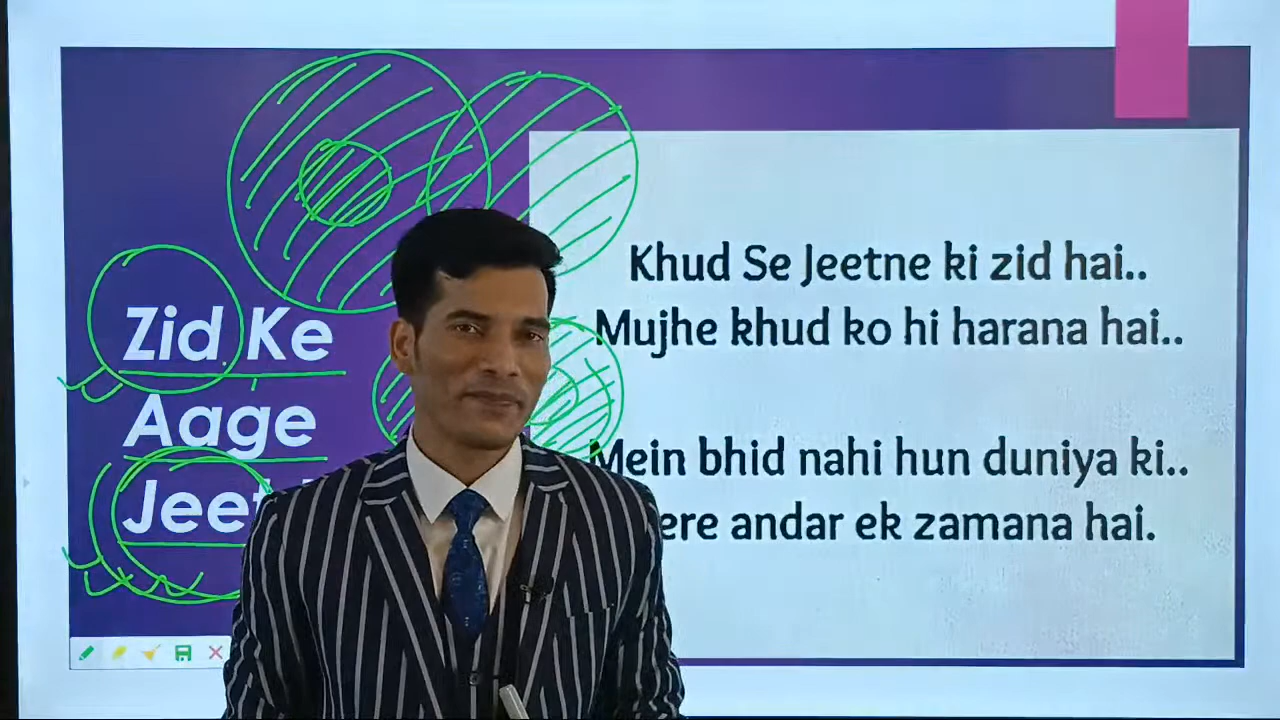 Zid Ke
Aage
Khud Se Jeetne ki zid hai..
Mujhe khud ko hi harana hai..
Mein bhid nahi hun duniya ki..
andar ek zamana hai.